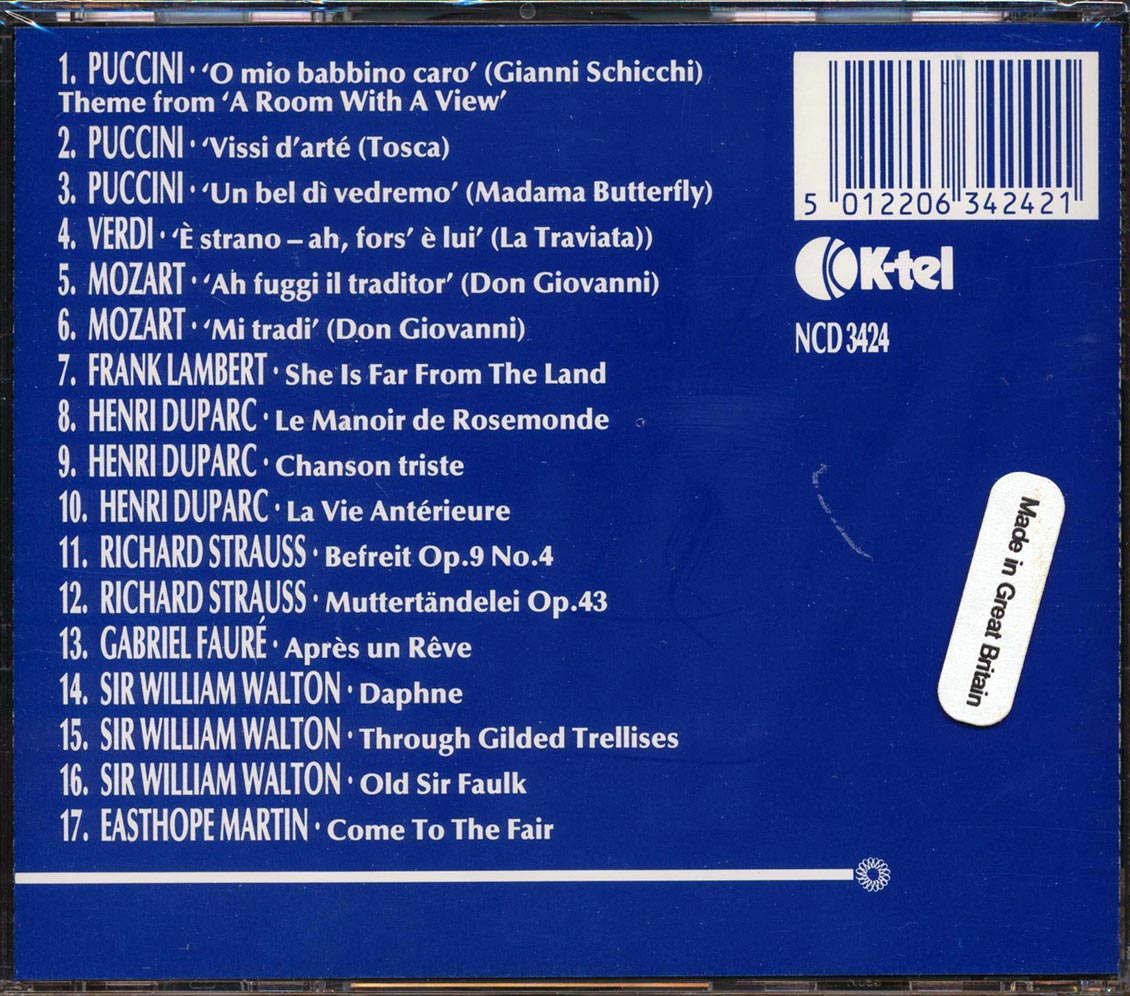 1. PUCCINI · ‘O mio babbino caro’ (Gianni Schicchi)
Theme from ‘A Room With A View’
2. PUCCINI · ‘Vissi d’arté (Tosca)
3. PUCCINI · ‘Un bel dì vedremo’ (Madama Butterfly)
4. VERDI · ‘È strano – ah, fors’ è lui’ (La Traviata))
5. MOZART · ‘Ah fuggi il traditor’ (Don Giovanni)
6. MOZART · ‘Mi tradi’ (Don Giovanni)
7. FRANK LAMBERT · She Is Far From The Land
8. HENRI DUPARC · Le Manoir de Rosemonde
9. HENRI DUPARC · Chanson triste
10. HENRI DUPARC · La Vie Antérieure
11. RICHARD STRAUSS · Befreit Op.9 No.4
12. RICHARD STRAUSS · Muttertändelei Op.43
13. GABRIEL FAURÉ · Après un Rêve
14. SIR WILLIAM WALTON · Daphne
15. SIR WILLIAM WALTON · Through Gilded Trellises
16. SIR WILLIAM WALTON · Old Sir Faulk
17. EASTHOPE MARTIN · Come To The Fair
5 012206 342421
K-tel
NCD 3424
Made in Great Britain